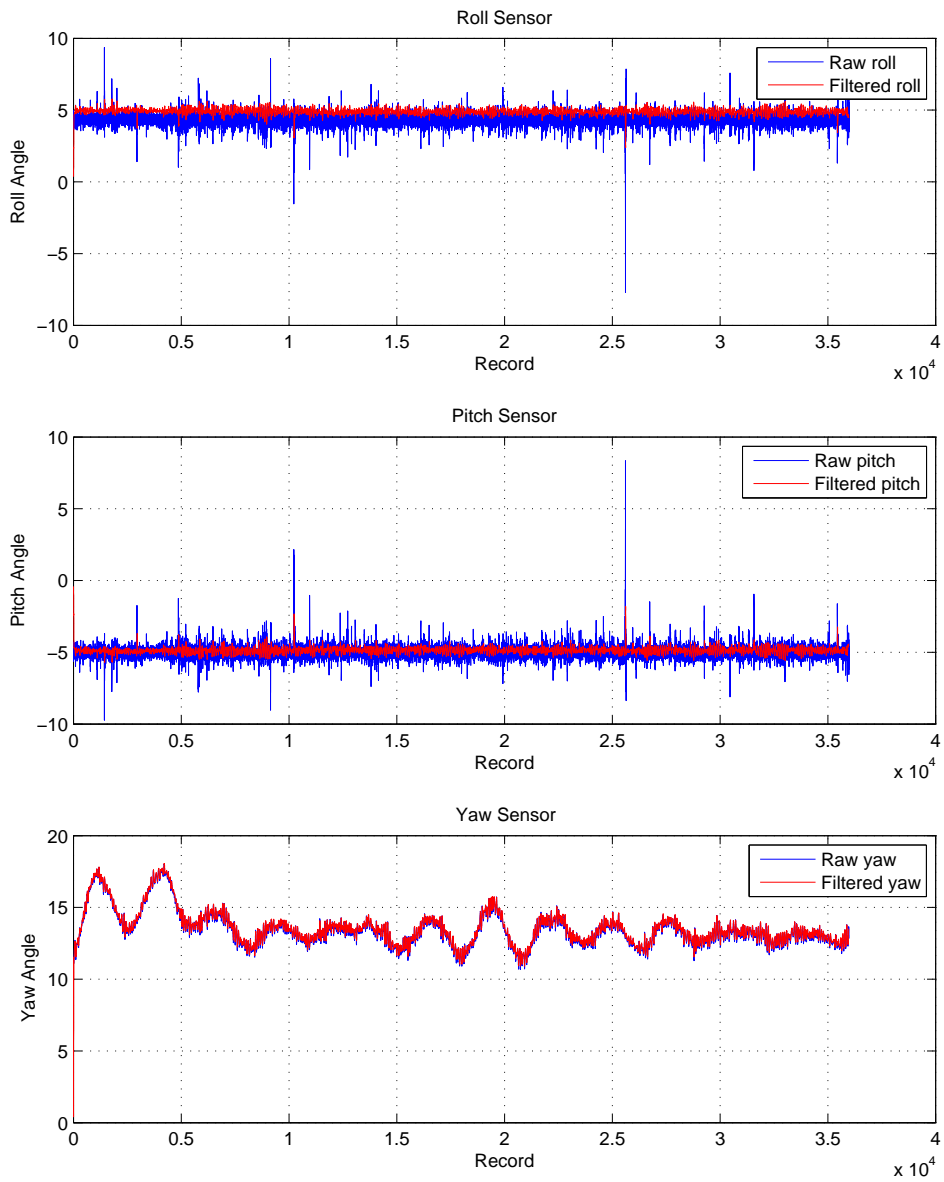 Roll Sensor
10
5
0
−5
−10
Roll Angle
Raw roll
Filtered roll
0 0.5 1 1.5 2 2.5 3 3.5 4
Record
x 10^4
Pitch Sensor
10
5
0
−5
−10
Pitch Angle
Raw pitch
Filtered pitch
0 0.5 1 1.5 2 2.5 3 3.5 4
Record
x 10^4
Yaw Sensor
20
15
10
5
0
Yaw Angle
Raw yaw
Filtered yaw
0 0.5 1 1.5 2 2.5 3 3.5 4
Record
x 10^4